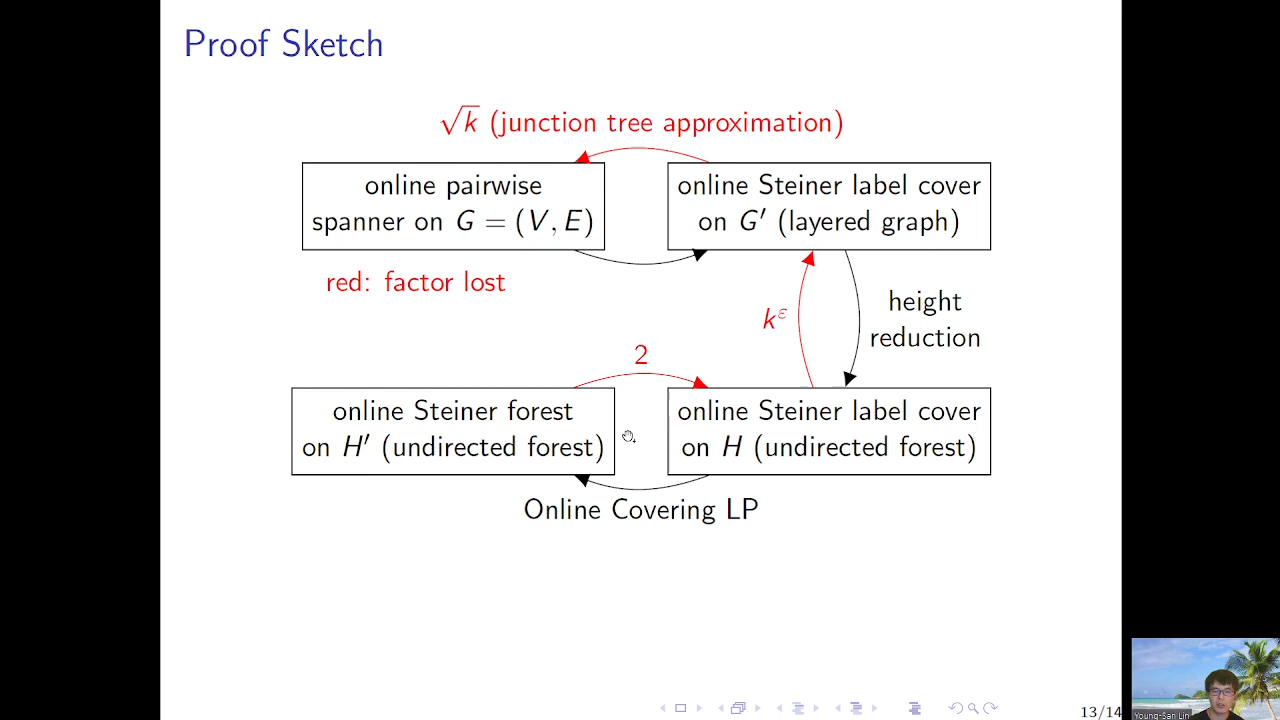 Proof Sketch
√k (junction tree approximation)
online pairwise
spanner on G = (V, E)
online Steiner label cover
on G′ (layered graph)
red: factor lost
k^ε
height
reduction
2
online Steiner forest
on H′ (undirected forest)
online Steiner label cover
on H (undirected forest)
Online Covering LP
13/14
Young-San Lin